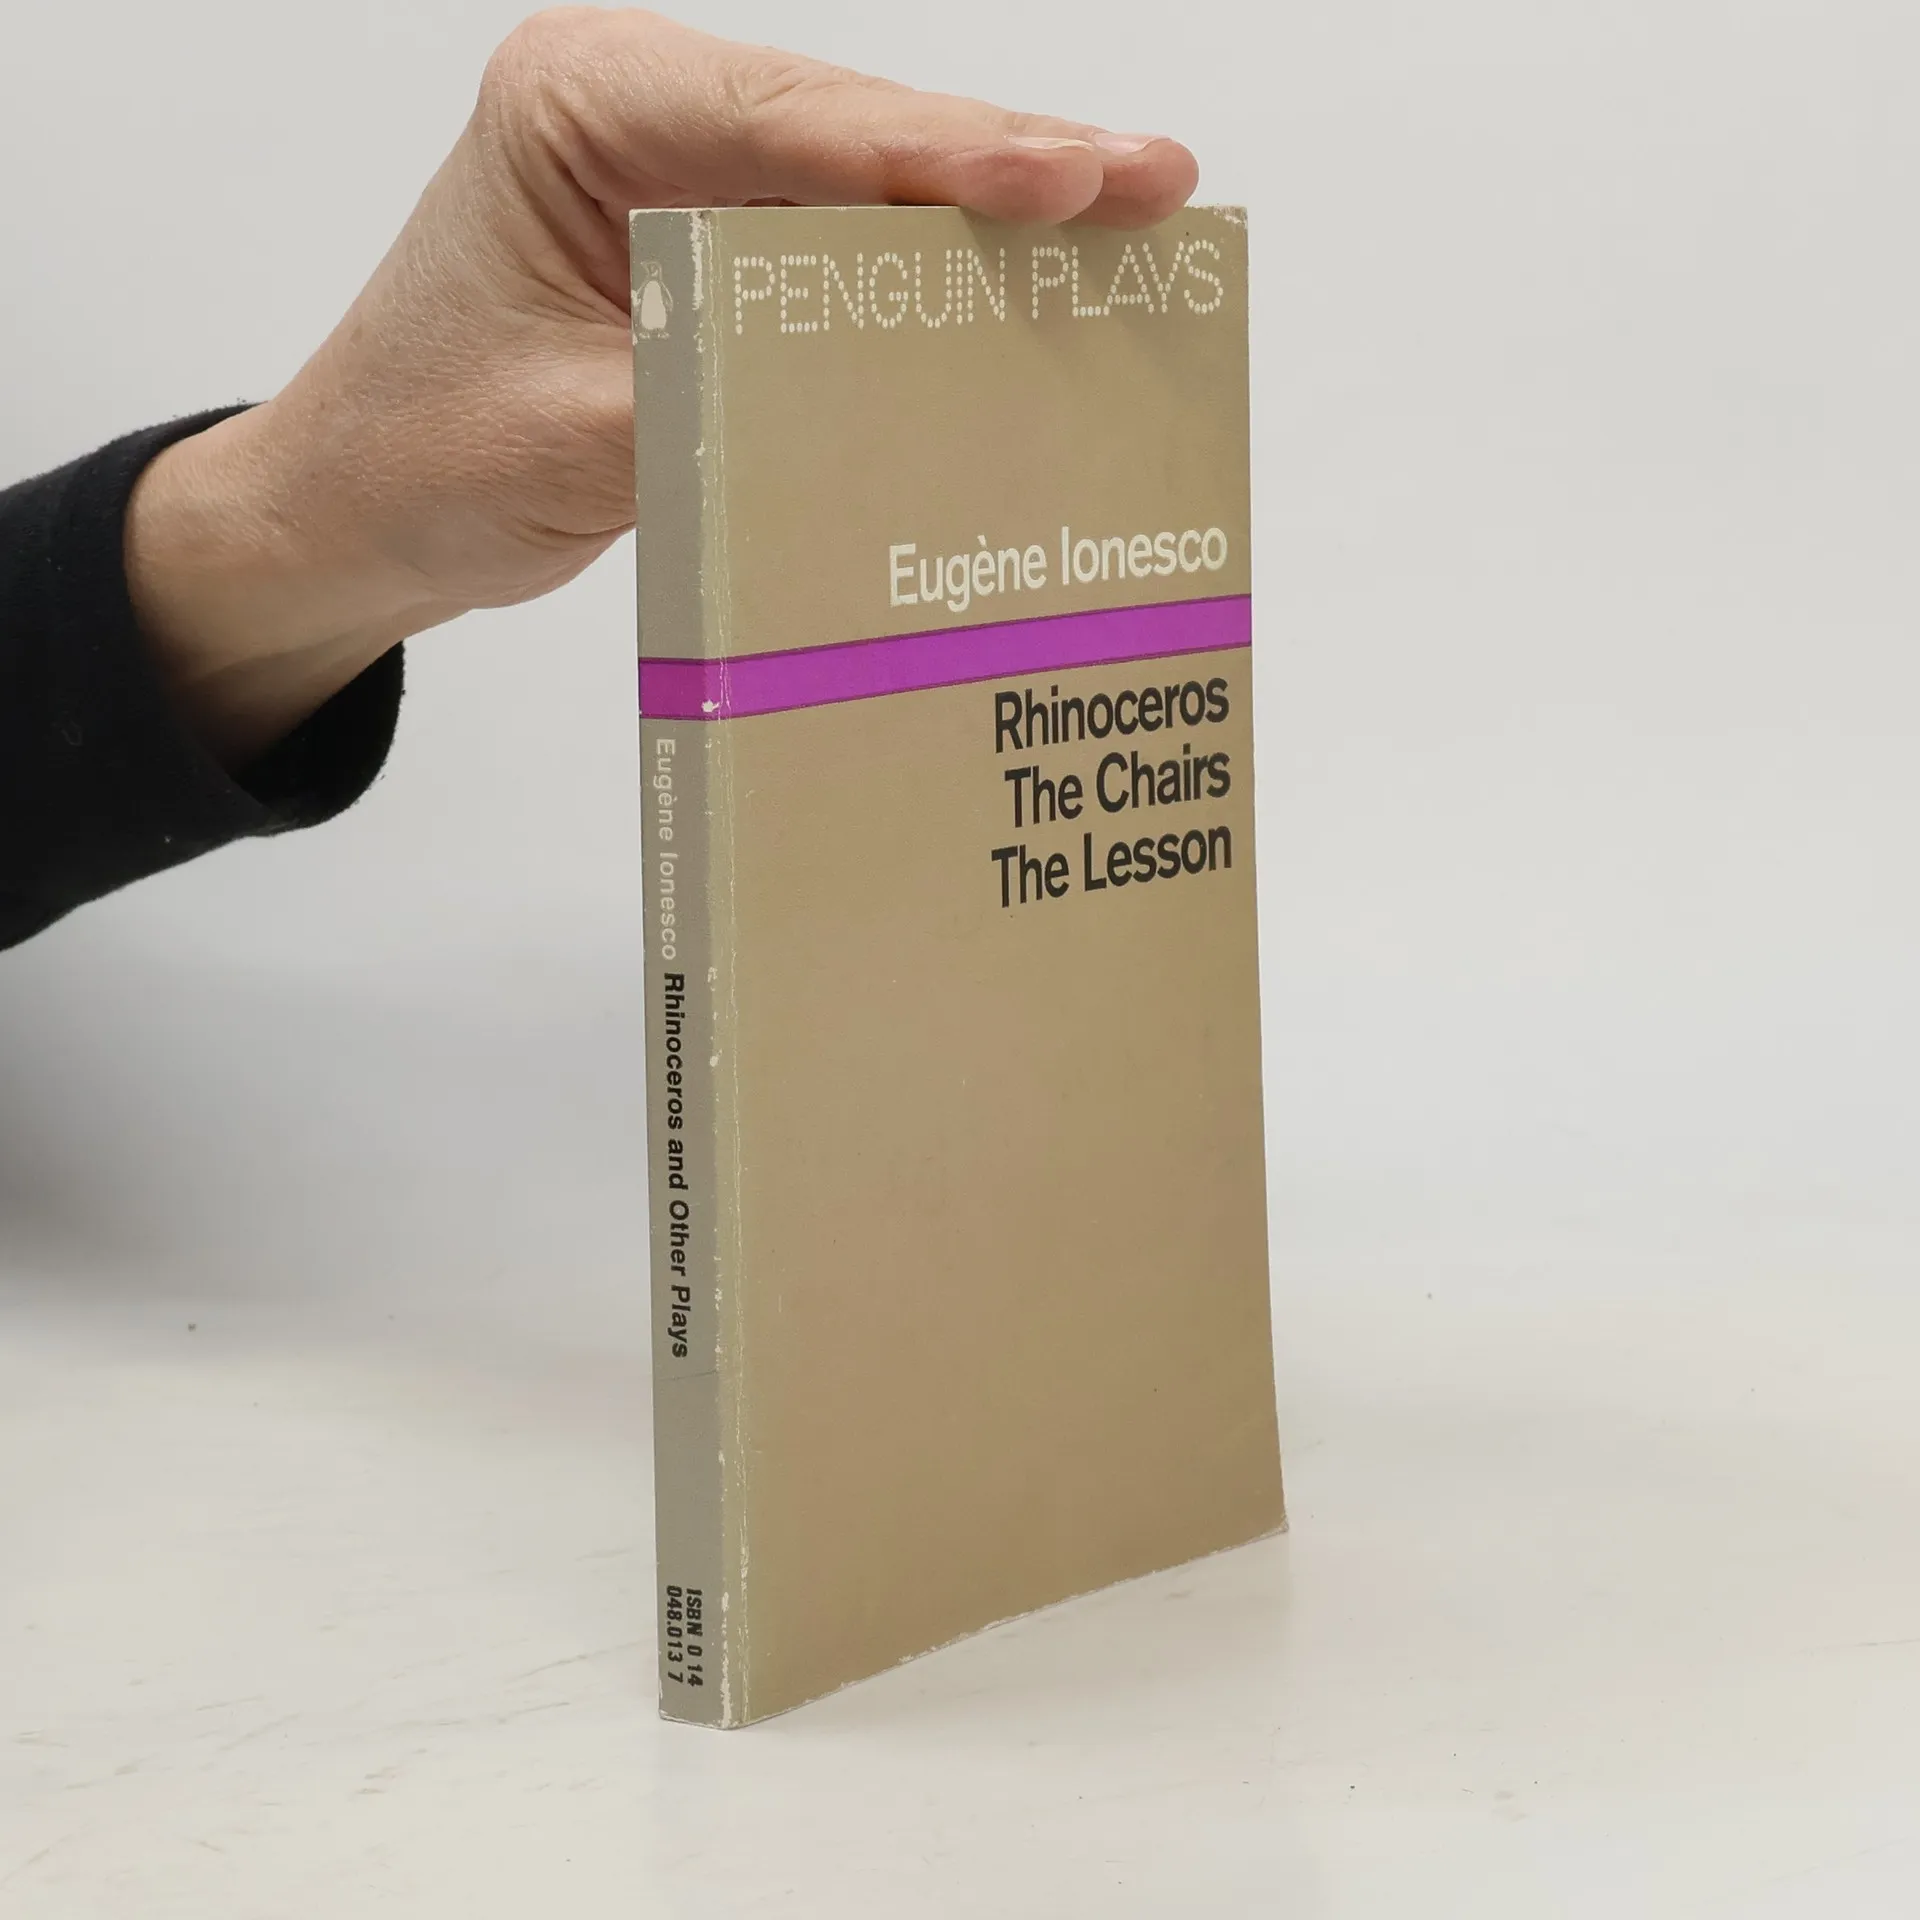 PENGUIN PLAYS
Eugène Ionesco
Rhinoceros
The Chairs
The Lesson
Eugène Ionesco Rhinoceros and Other Plays
ISBN 0 14
048.013 7